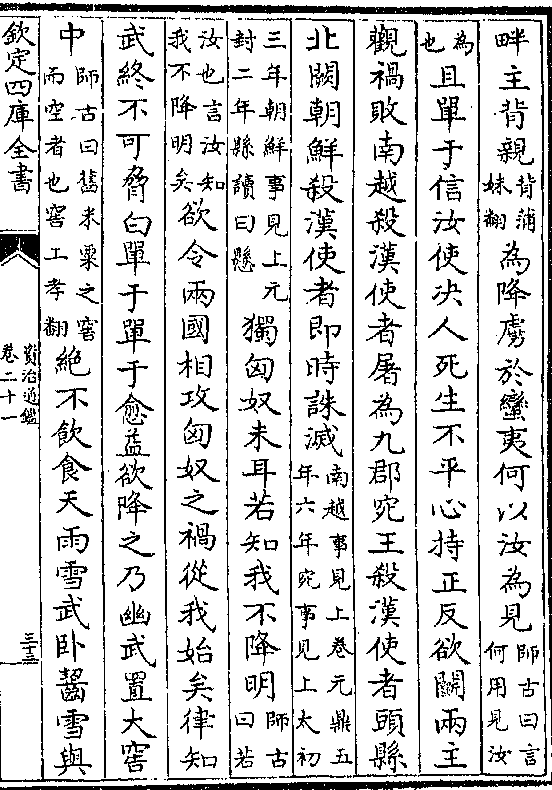 畔主背親背蒲妹翻為降虜於蠻夷何以汝為見師古曰言何用見汝
為也且單于信汝使决人死生不平心持正反欲鬭兩主
觀禍敗南越殺漢使者屠為九郡宛王殺漢使者頭縣
北闕朝鮮殺漢使者即時誅滅南越事見上卷元鼎五年六年宛事見上太初
三年朝鮮事見上元封二年縣讀曰懸獨匈奴未耳若知我不降明師古曰若
汝也言汝知我不降明矣欲令兩國相攻匈奴之禍從我始矣律知
武終不可脅白單于單于愈益欲降之乃幽武置大窖
中師古曰舊米粟之窖而空者也窖工孝翻絶不飲食天雨雪武卧齧雪與
欽定四庫全書
資治通鑑
卷二十一
三十三